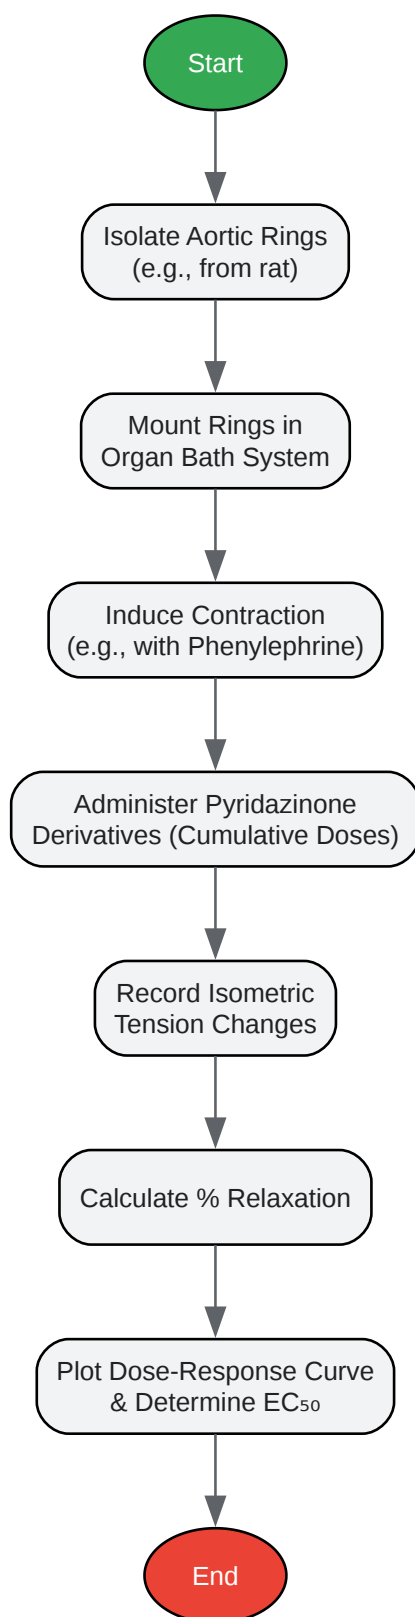 Start
Isolate Aortic Rings
(e.g., from rat)
Mount Rings in
Organ Bath System
Induce Contraction
(e.g., with Phenylephrine)
Administer Pyridazinone
Derivatives (Cumulative Doses)
Record Isometric
Tension Changes
Calculate % Relaxation
Plot Dose-Response Curve
& Determine EC₅₀
End